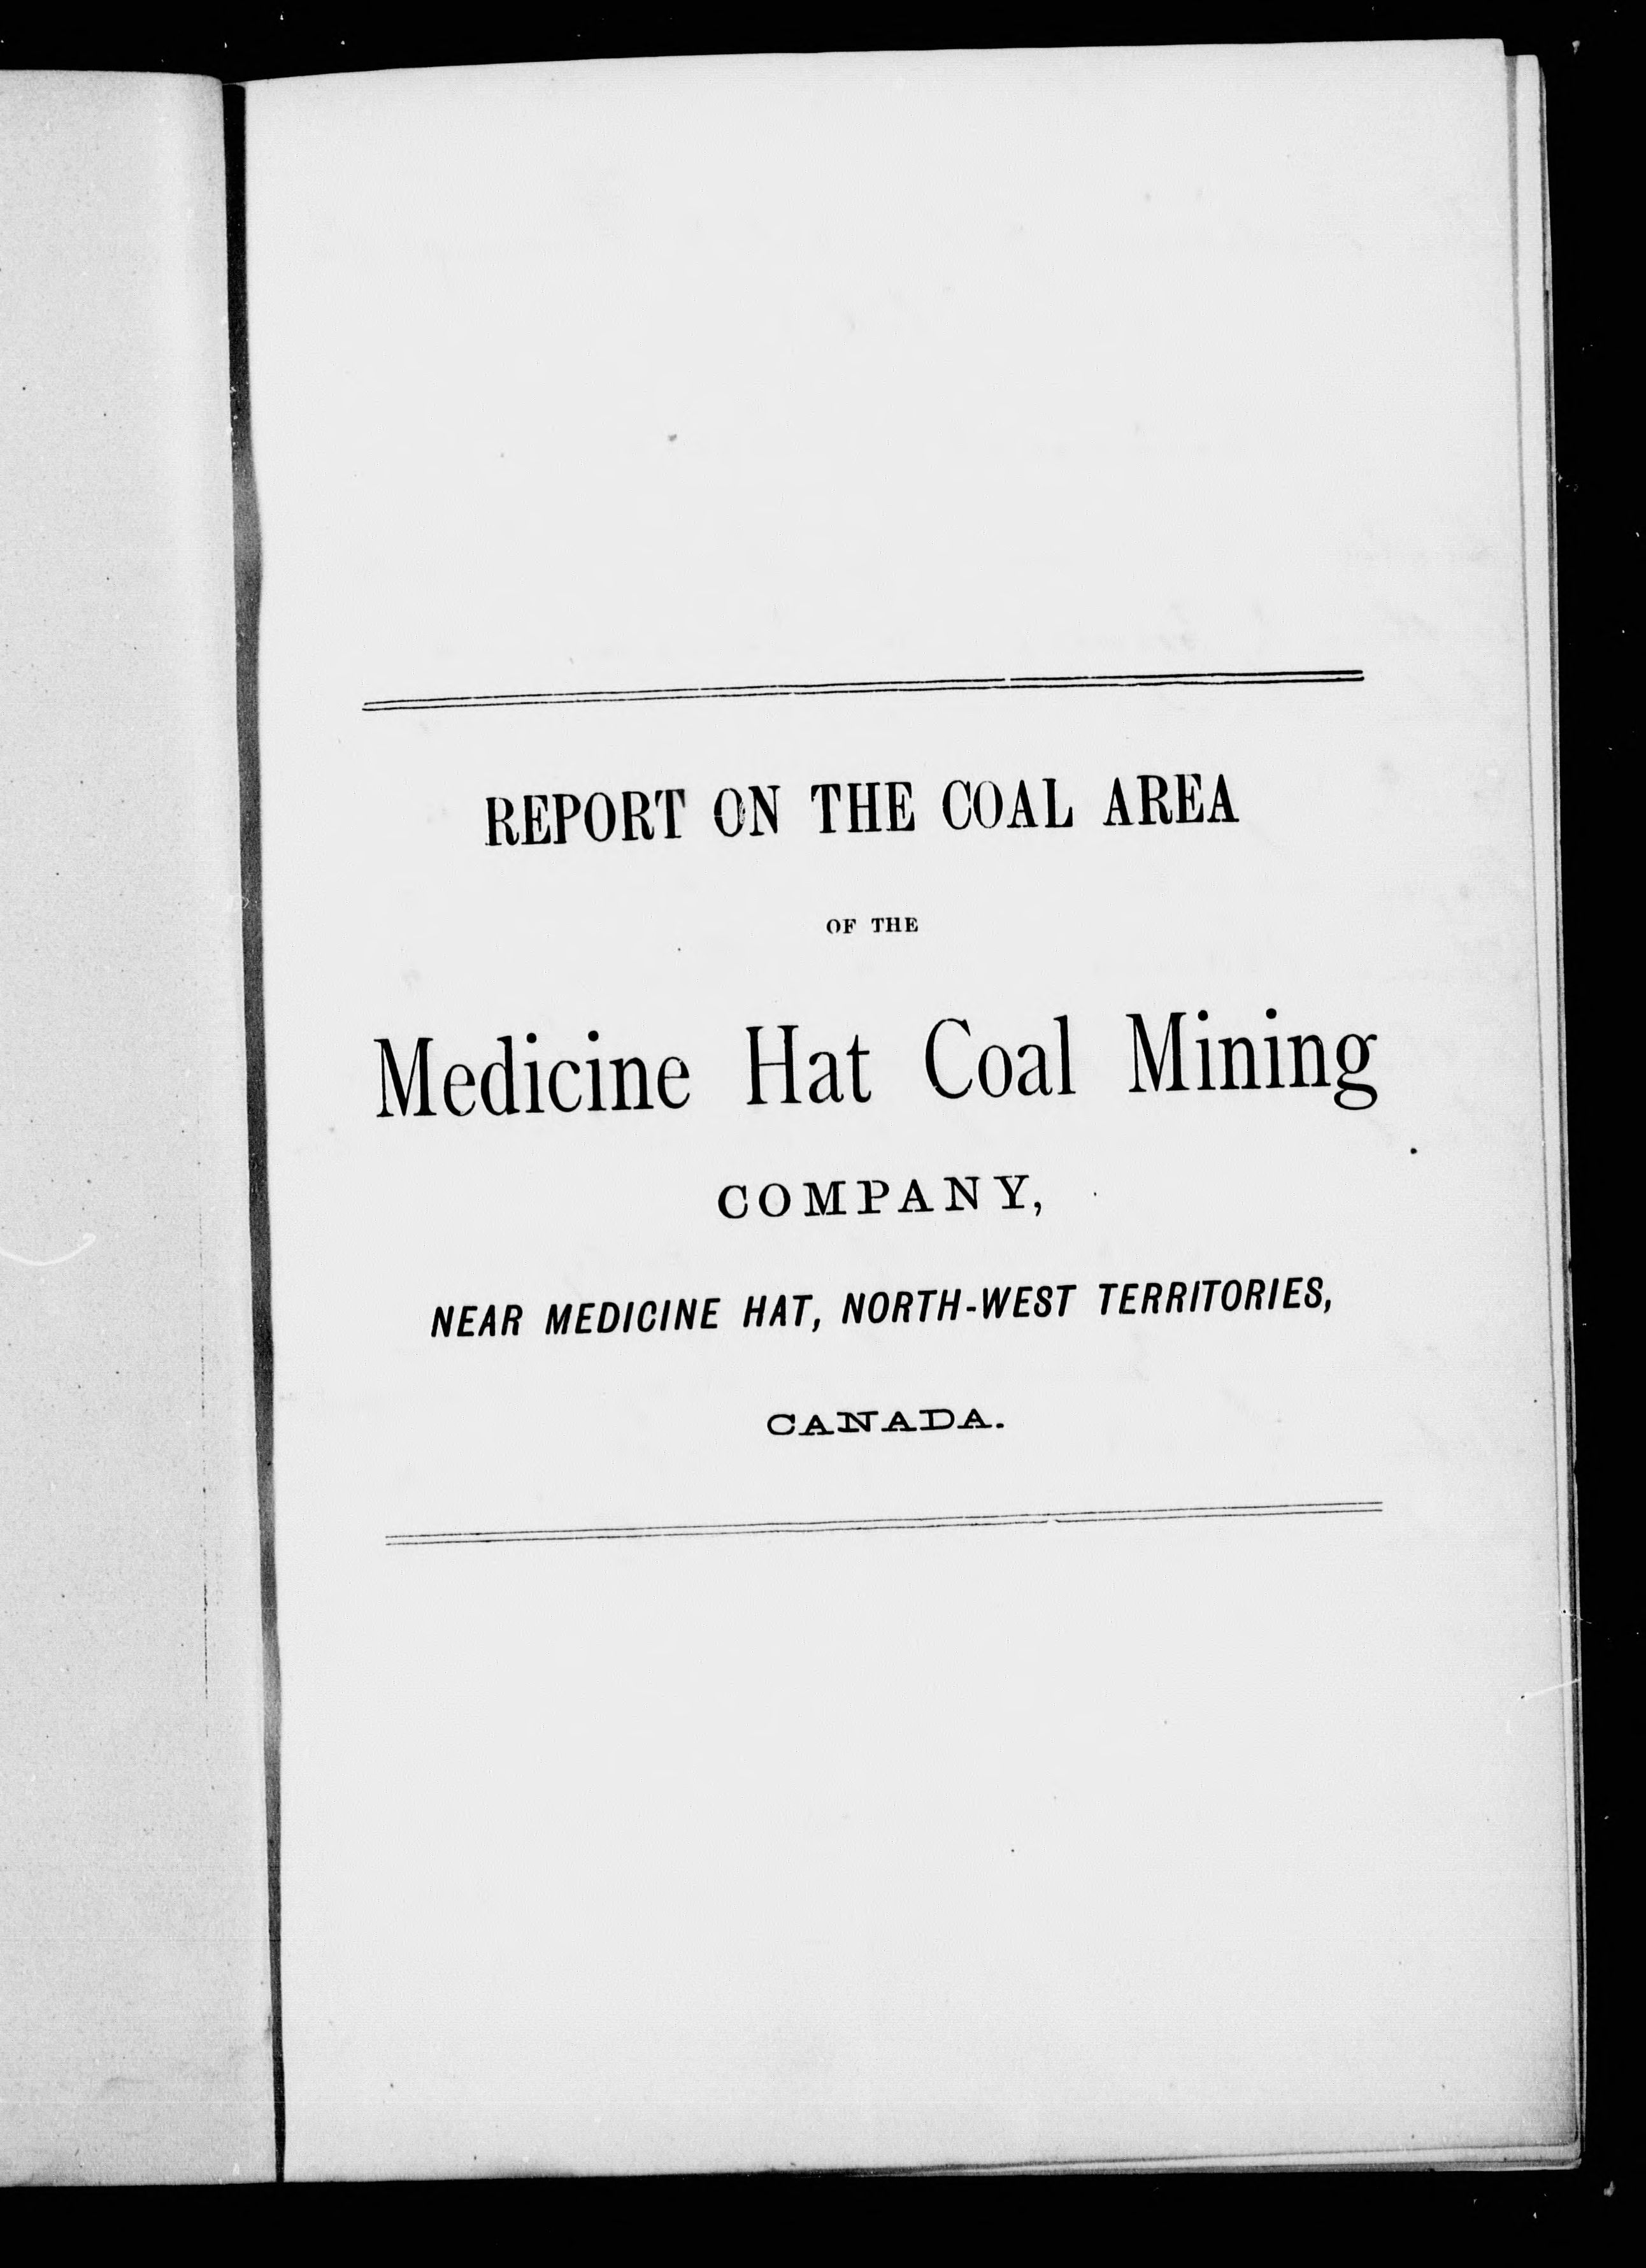 REPORT ON THE COAL AREA
OF THE
Medicine Hat Coal Mining
COMPANY,
NEAR MEDICINE HAT, NORTH-WEST TERRITORIES,
CANADA.